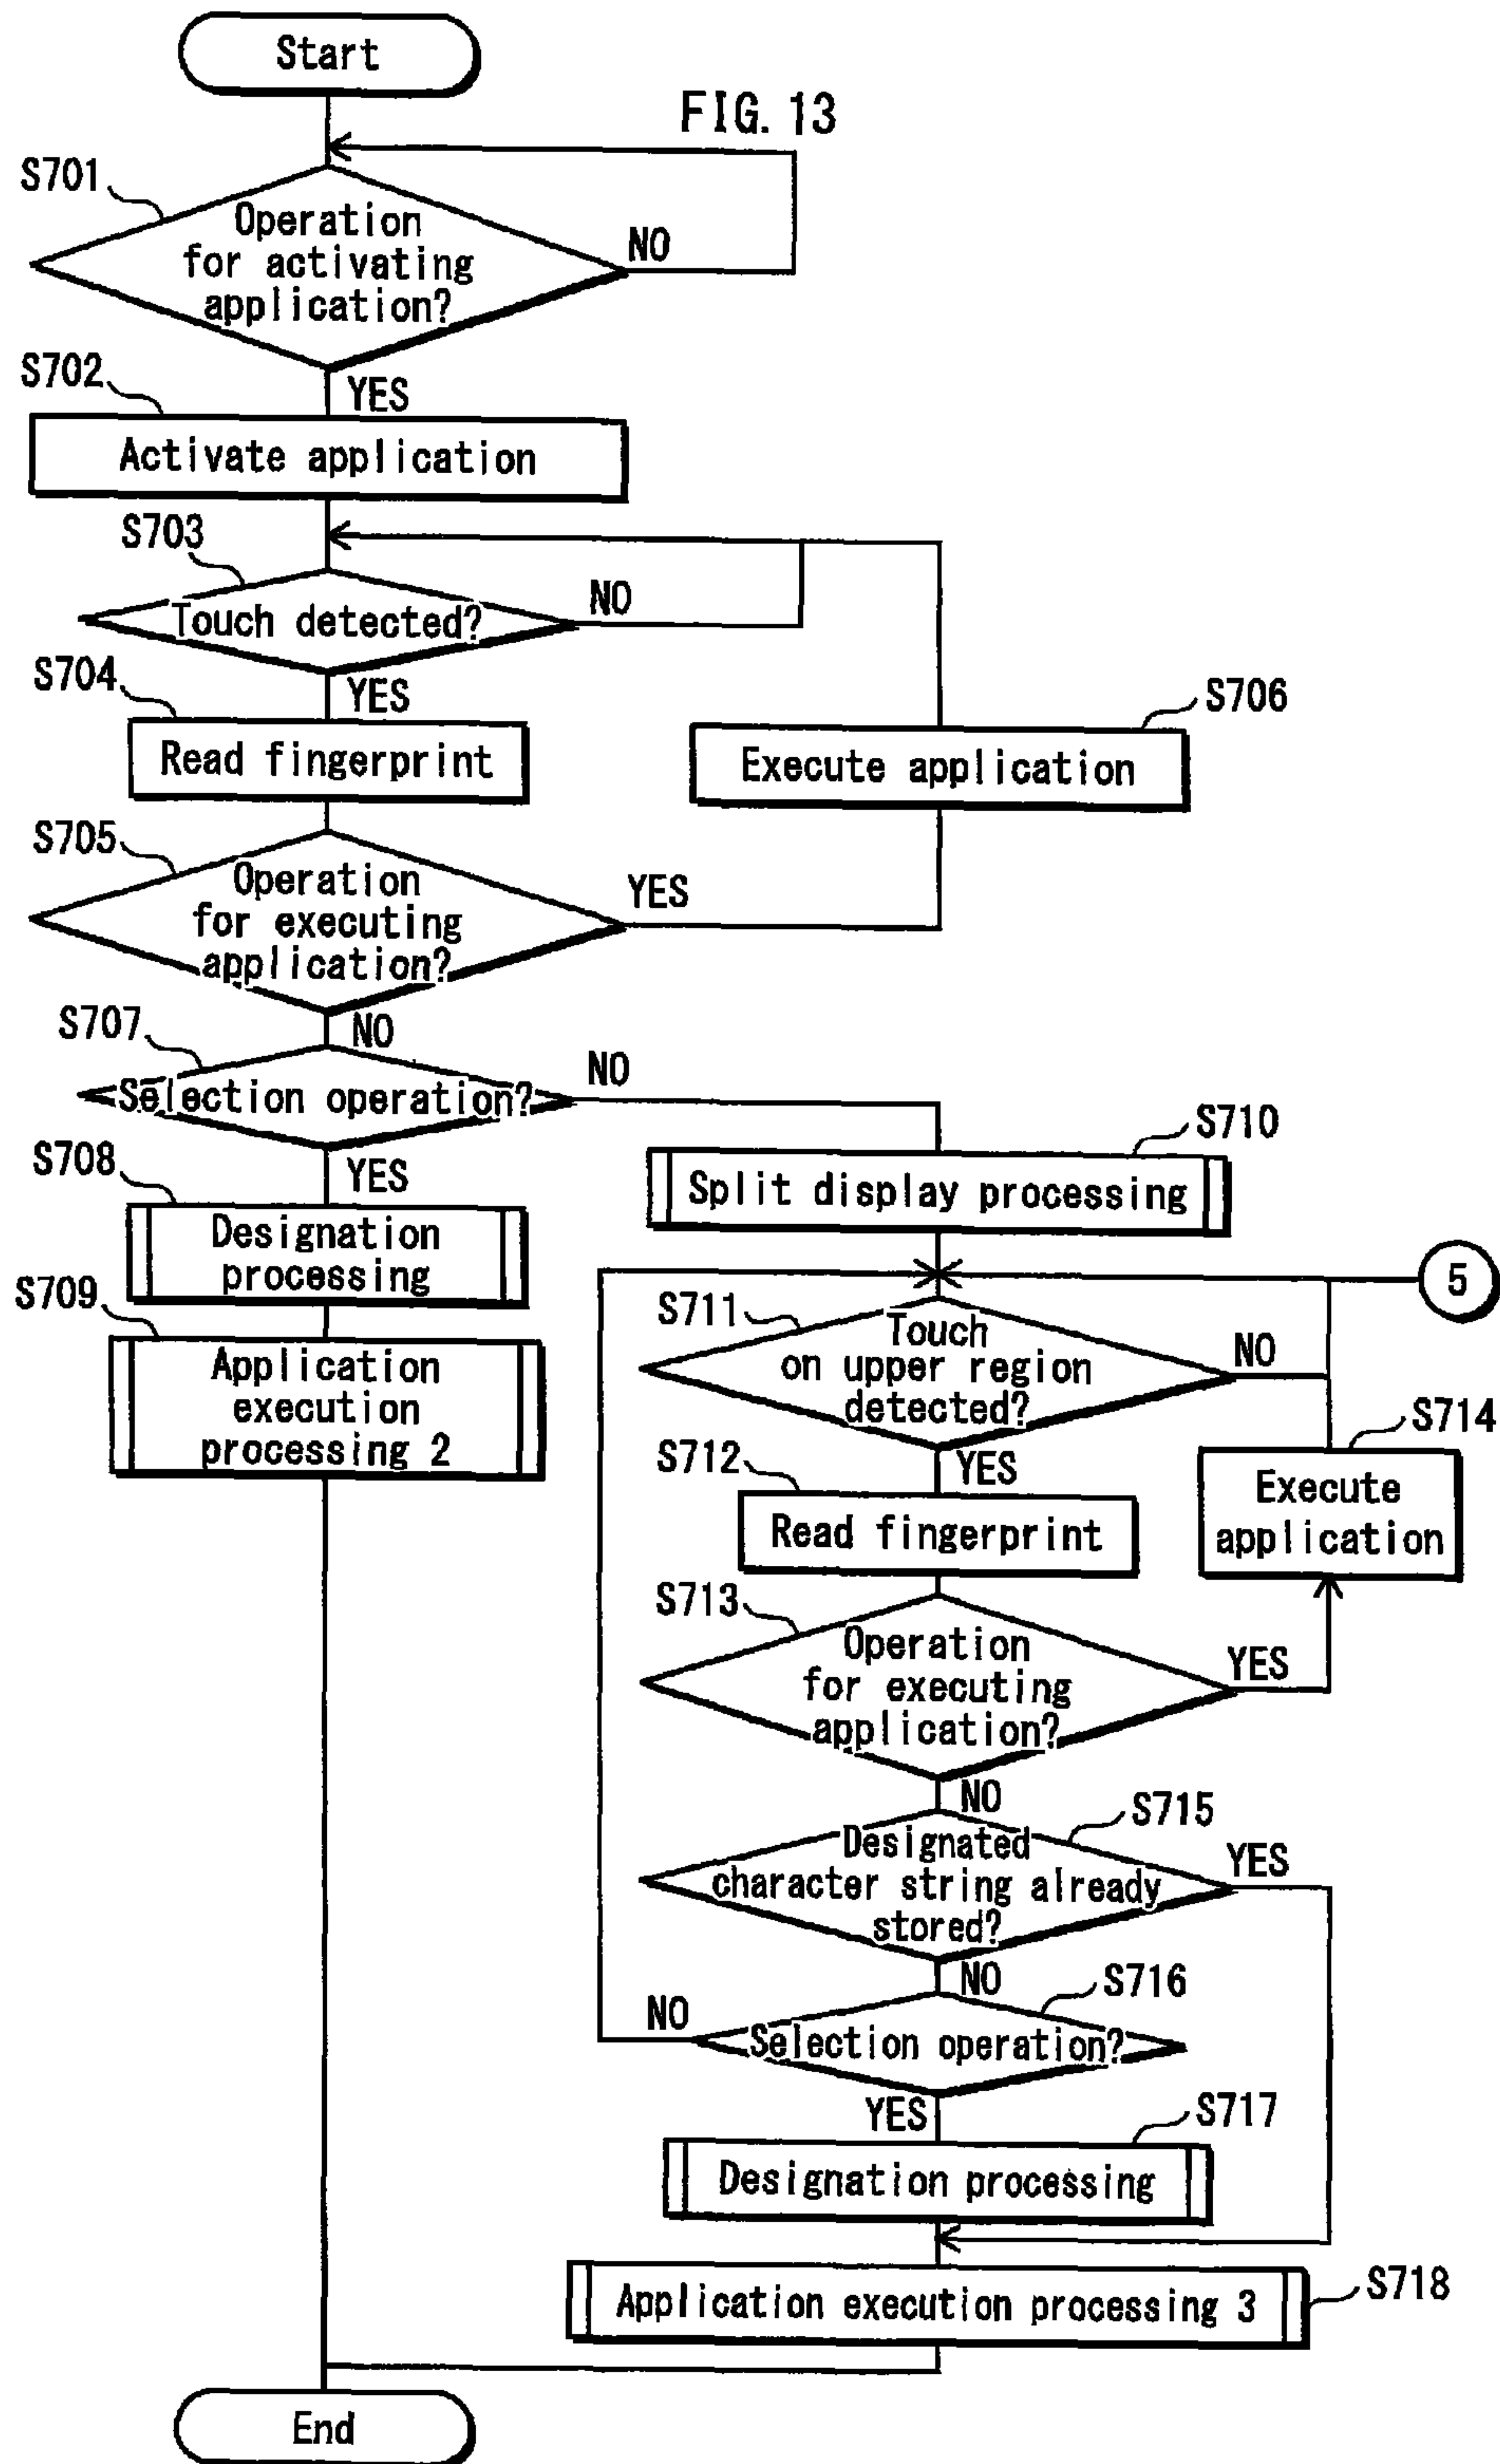 Start
FIG. 13
S701
Operation
for activating
application?
NO
YES
S702
Activate application
S703
Touch detected?
NO
YES
S704
Read fingerprint
S706
Execute application
S705
Operation
for executing
application?
YES
NO
S707
Selection operation?
NO
YES
S708
Designation
processing
S709
Application
execution
processing 2
S710
Split display processing
5
S711
Touch
on upper region
detected?
NO
YES
S712
Read fingerprint
S714
Execute
application
S713
Operation
for executing
application?
YES
NO
S715
Designated
character string already
stored?
YES
NO
S716
Selection operation?
NO
YES
S717
Designation processing
S718
Application execution processing 3
End